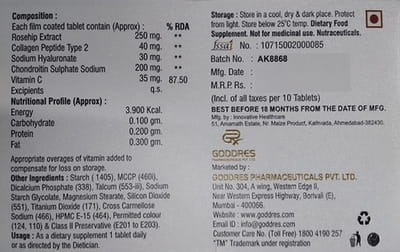 Composition :
Each film coated tablet contain (Approx) : % RDA
Rosehip Extract 250 mg. **
Collagen Peptide Type 2 40 mg. **
Sodium Hyaluronate 30 mg. **
Chondroitin Sulphate Sodium 200 mg. **
Vitamin C 35 mg. 87.50
Excipients q.s.
Nutritional Profile (Approx) :
Energy 3.900 Kcal.
Carbohydrate 0.100 gm.
Protein 0.200 gm.
Fat 0.300 gm.
Appropriate overages of vitamin added to
compensate for loss on storage.
Other Ingredients : Starch ( 1405), MCCP (460i),
Dicalcium Phosphate (338), Talcum (553-iii), Sodium
Starch Glycolate, Magnesium Stearate, Silicon Dioxide
(551), Titanium Dioxide (171), Cross Carmellose
Sodium (466), HPMC E-15 (464), Permitted colour
(124, 110) & Class II Preservative (E201 to E203).
Usage : As a dietary supplement 1 tablet daily
or as directed by the Dietician.
Storage : Store in a cool, dry & dark place. Protect
from light. Store below 25°C temp. Dietary Food
Supplement. Not for medicinal use. Nutraceuticals.
fssai No. : 10715002000085
Batch No. : AK8868
Mfg. Date :
M.R.P. Rs. :
(Incl. of all taxes per 10 Tablets)
BEST BEFORE 18 MONTHS FROM THE DATE OF MFG.
Mfg. by : Innovative Healthcare
51, Amarnath Estate, Nr. Maize Product, Kathvada, Ahmedabad-382430.
GODDRES
PHARMACEUTICALS PVT. LTD.
Marketed by :
GODDRES PHARMACEUTICALS PVT. LTD.
Unit No. 304, A wing, Western Edge II,
Near Western Express Highway, Borivali (E),
Mumbai - 400066.
Website : www.goddres.com
Email ID : info@goddres.com
Customer Care No. (Toll Free) 1800 4190 257
"TM" Trademark under registration